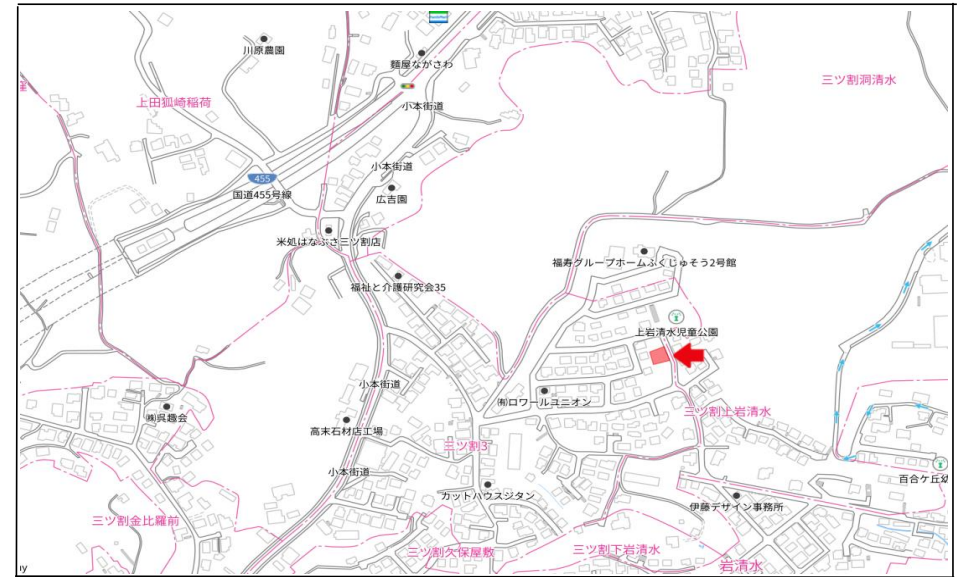 川原農園
麵屋ながさわ
三ツ割洞清水
上田狐崎稲荷
小本街道
小本街道
455
国道455号線
広吉園
米処はなぶさ三ツ割店
福寿グループホームふくじゅそう2号館
福祉と介護研究会35
上岩清水児童公園
小本街道
㈲ロワールユニオン
㈱呉趣会
三ツ割上岩清水
高末石材店工場
三ツ割3
小本街道
百合ケ丘幼
カットハウスジタン
伊藤デザイン事務所
三ツ割金比羅前
三ツ割久保屋敷
三ツ割下岩清水
岩清水